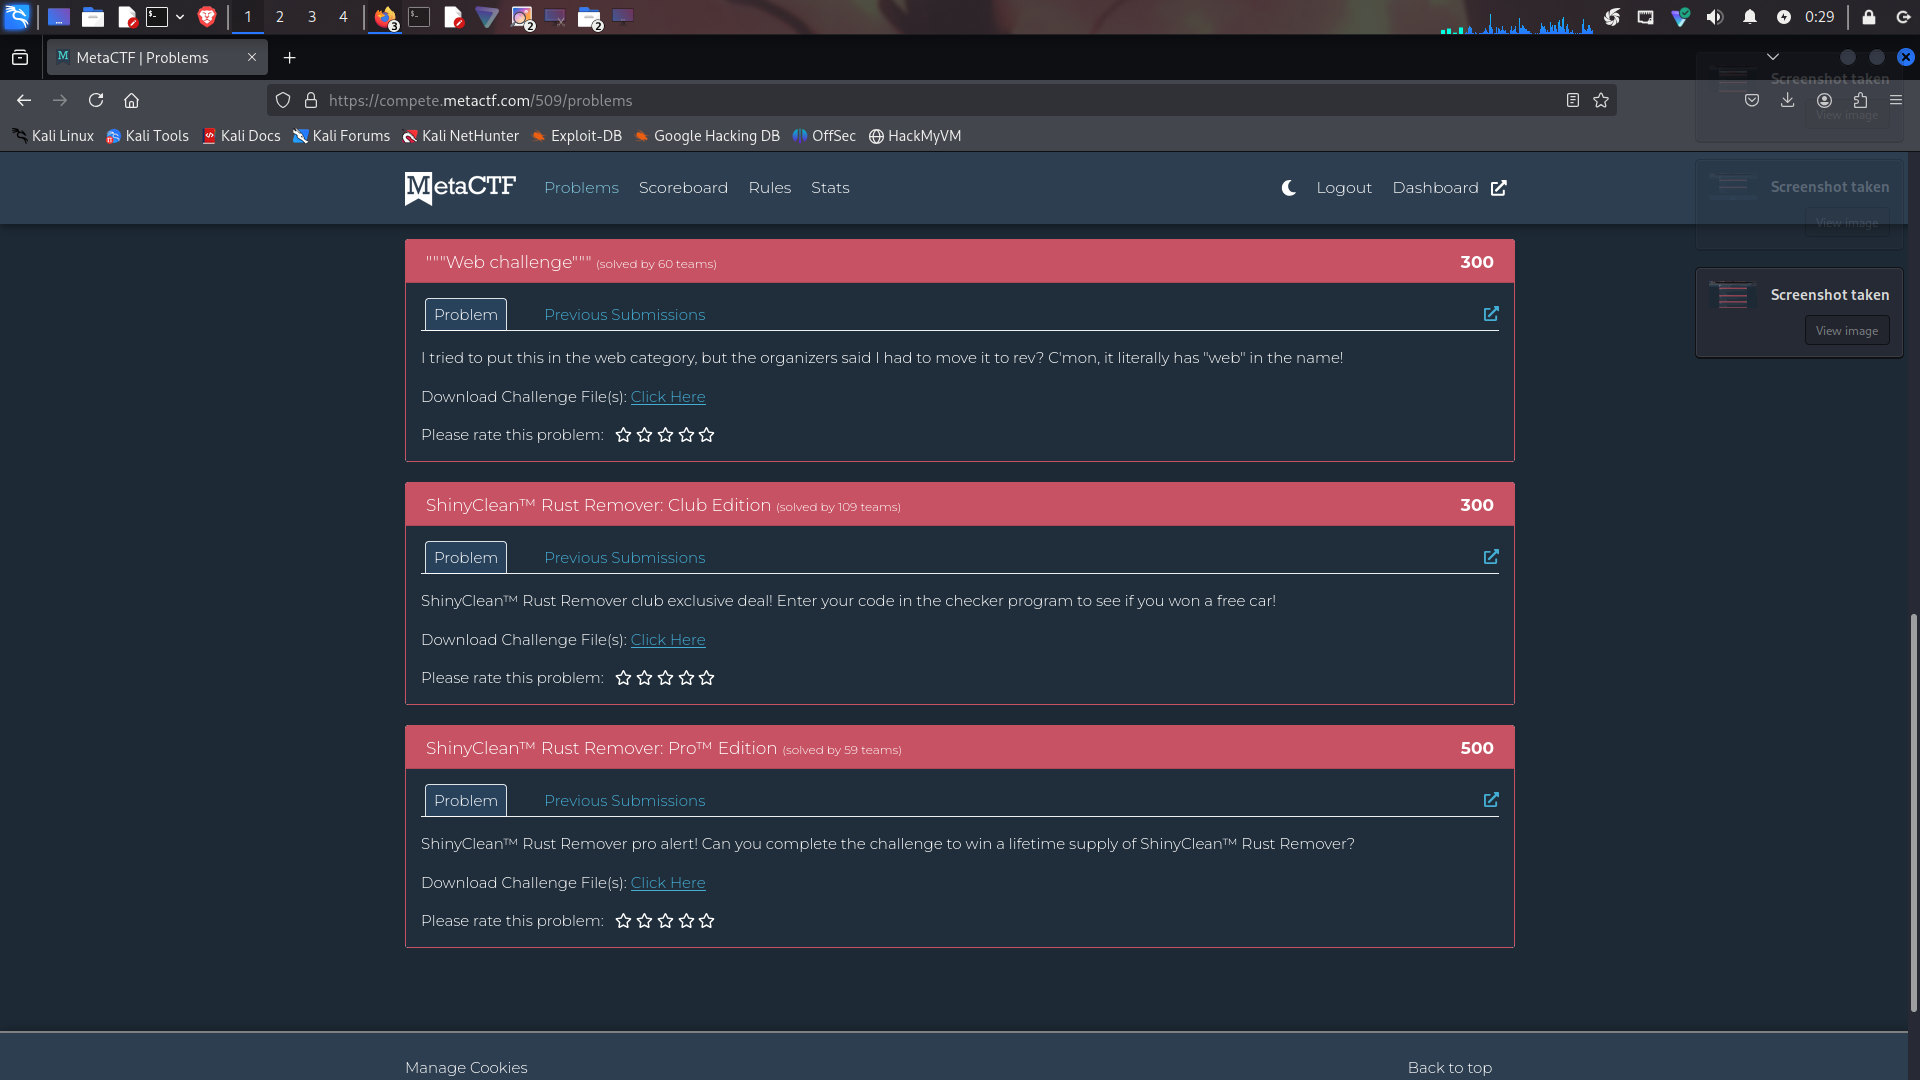 1
2
3
4
3
2
2
0:29
MetaCTF | Problems
Screenshot taken
https://compete.metactf.com/509/problems
View image
Kali Linux
Kali Tools
Kali Docs
Kali Forums
Kali NetHunter
Exploit-DB
Google Hacking DB
OffSec
HackMyVM
MetaCTF
Problems
Scoreboard
Rules
Stats
Logout
Dashboard
Screenshot taken
View image
"""Web challenge""" (solved by 60 teams)
300
Screenshot taken
View image
Problem
Previous Submissions
I tried to put this in the web category, but the organizers said I had to move it to rev? C'mon, it literally has "web" in the name!
Download Challenge File(s): Click Here
Please rate this problem:
ShinyClean™ Rust Remover: Club Edition (solved by 109 teams)
300
Problem
Previous Submissions
ShinyClean™ Rust Remover club exclusive deal! Enter your code in the checker program to see if you won a free car!
Download Challenge File(s): Click Here
Please rate this problem:
ShinyClean™ Rust Remover: Pro™ Edition (solved by 59 teams)
500
Problem
Previous Submissions
ShinyClean™ Rust Remover pro alert! Can you complete the challenge to win a lifetime supply of ShinyClean™ Rust Remover?
Download Challenge File(s): Click Here
Please rate this problem:
Manage Cookies
Back to top